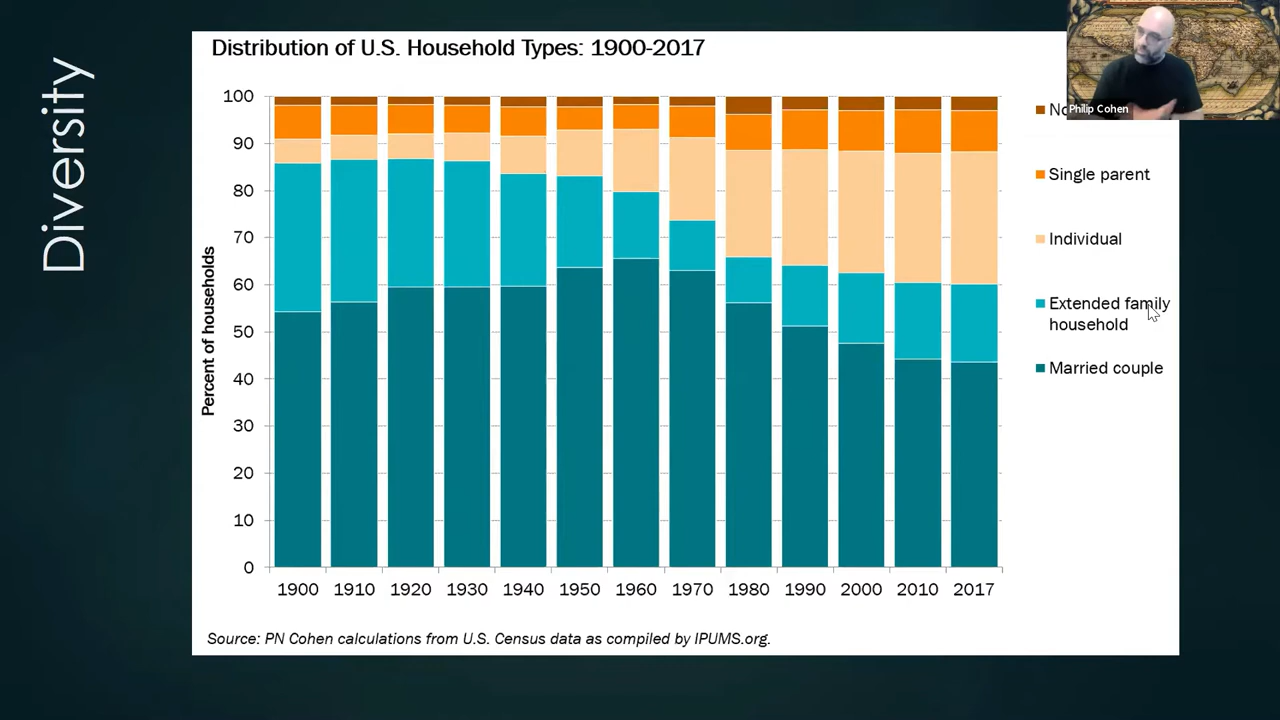 Diversity
Distribution of U.S. Household Types: 1900-2017
Philip Cohen
Percent of households
100
90
80
70
60
50
40
30
20
10
0
1900 1910 1920 1930 1940 1950 1960 1970 1980 1990 2000 2010 2017
Single parent
Individual
Extended family
household
Married couple
Source: PN Cohen calculations from U.S. Census data as compiled by IPUMS.org.